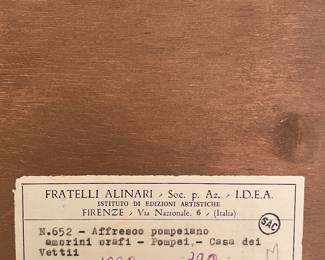 FRATELLI ALINARI - Soc. p. Az. - I.D.E.A.
ISTITUTO DI EDIZIONI ARTISTICHE
FIRENZE - Via Nazionale, 6 - (Italia)
SAC
N.652 - Affresco pompeiano
amorini orafi - Pompei,- Casa dei
Vettii
M